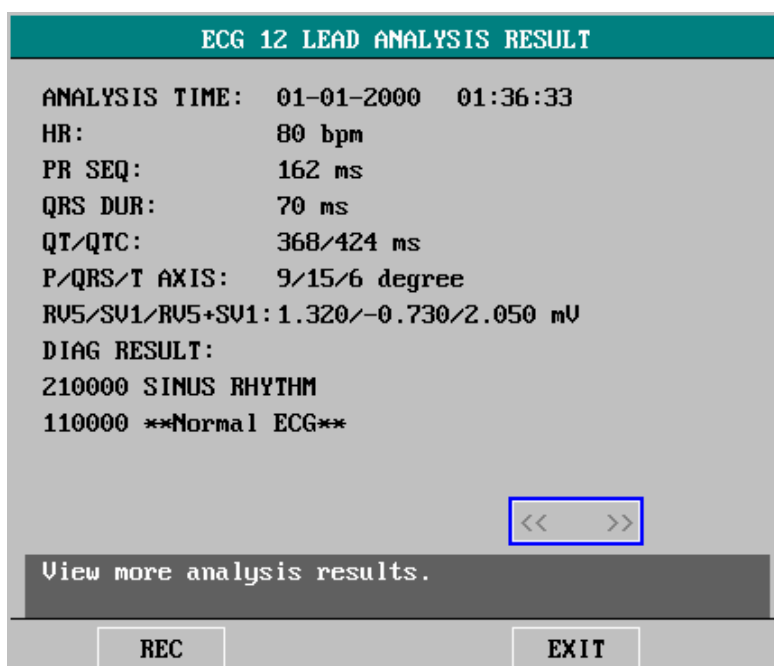 ECG 12 LEAD ANALYSIS RESULT
ANALYSIS TIME: 01-01-2000 01:36:33
HR: 80 bpm
PR SEQ: 162 ms
QRS DUR: 70 ms
QT/QTC: 368/424 ms
P/QRS/T AXIS: 9/15/6 degree
RV5/SV1/RV5+SV1:1.320/-0.730/2.050 mV
DIAG RESULT:
210000 SINUS RHYTHM
110000 **Normal ECG**
<< >>
View more analysis results.
REC EXIT